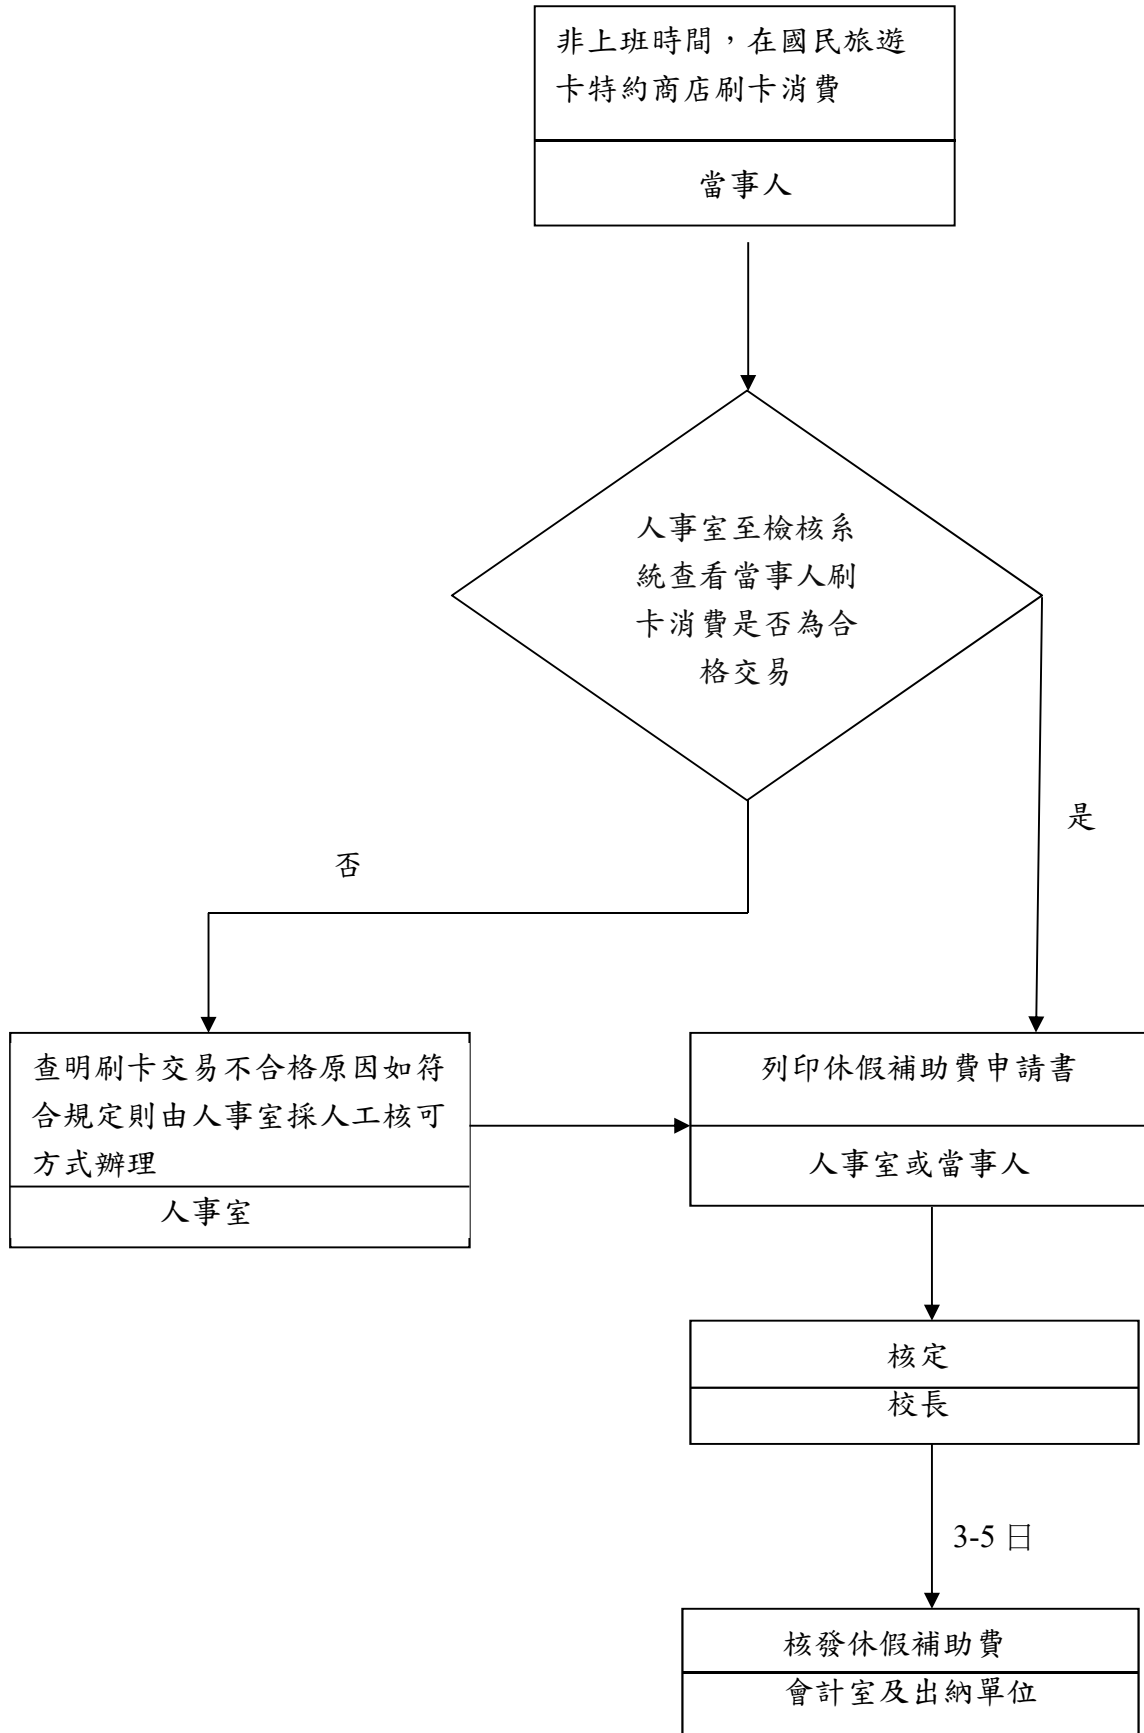 非上班時間，在國民旅遊
卡特約商店刷卡消費
當事人
人事室至檢核系
統查看當事人刷
卡消費是否為合
格交易
是
否
查明刷卡交易不合格原因如符
合規定則由人事室採人工核可
方式辦理
人事室
列印休假補助費申請書
人事室或當事人
核定
校長
3-5 日
核發休假補助費
會計室及出納單位